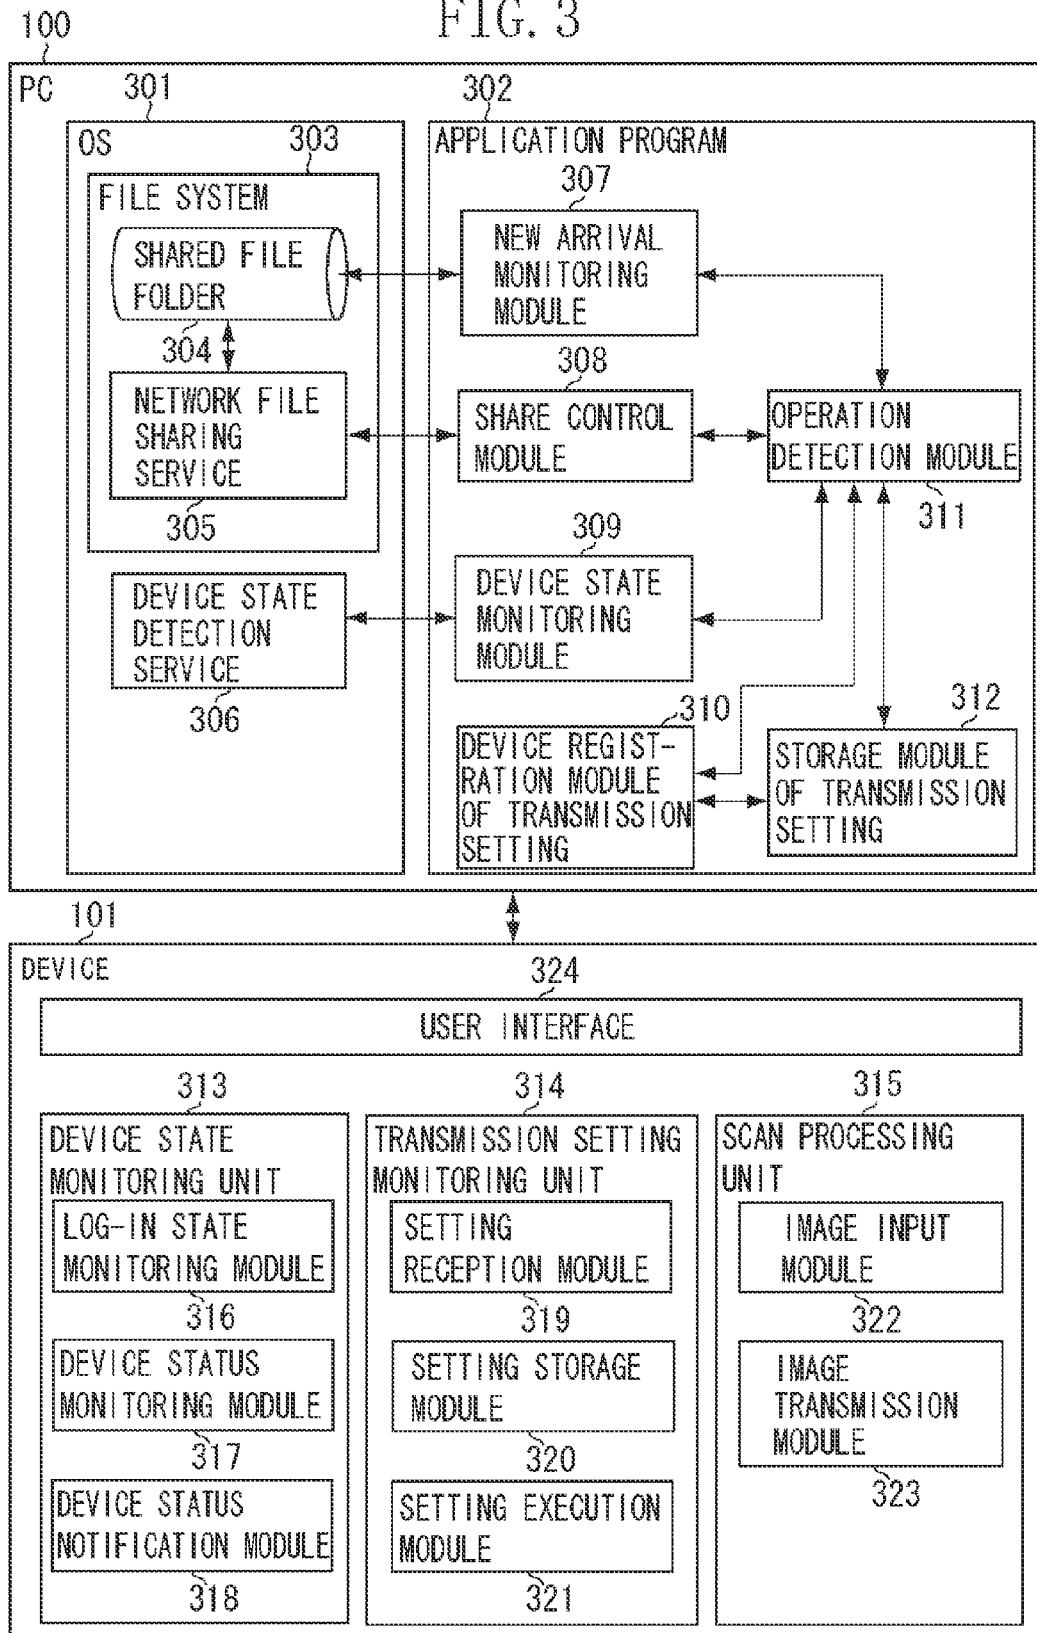 FIG. 3
100
PC
301
OS
303
FILE SYSTEM
SHARED FILE
FOLDER
304
NETWORK FILE
SHARING
SERVICE
305
DEVICE STATE
DETECTION
SERVICE
306
302
APPLICATION PROGRAM
307
NEW ARRIVAL
MONITORING
MODULE
308
SHARE CONTROL
MODULE
OPERATION
DETECTION MODULE
311
309
DEVICE STATE
MONITORING
MODULE
310
DEVICE REGIST-
RATION MODULE
OF TRANSMISSION
SETTING
312
STORAGE MODULE
OF TRANSMISSION
SETTING
101
DEVICE
324
USER INTERFACE
313
DEVICE STATE
MONITORING UNIT
LOG-IN STATE
MONITORING MODULE
316
DEVICE STATUS
MONITORING MODULE
317
DEVICE STATUS
NOTIFICATION MODULE
318
314
TRANSMISSION SETTING
MONITORING UNIT
SETTING
RECEPTION MODULE
319
SETTING STORAGE
MODULE
320
SETTING EXECUTION
MODULE
321
315
SCAN PROCESSING
UNIT
IMAGE INPUT
MODULE
322
IMAGE
TRANSMISSION
MODULE
323